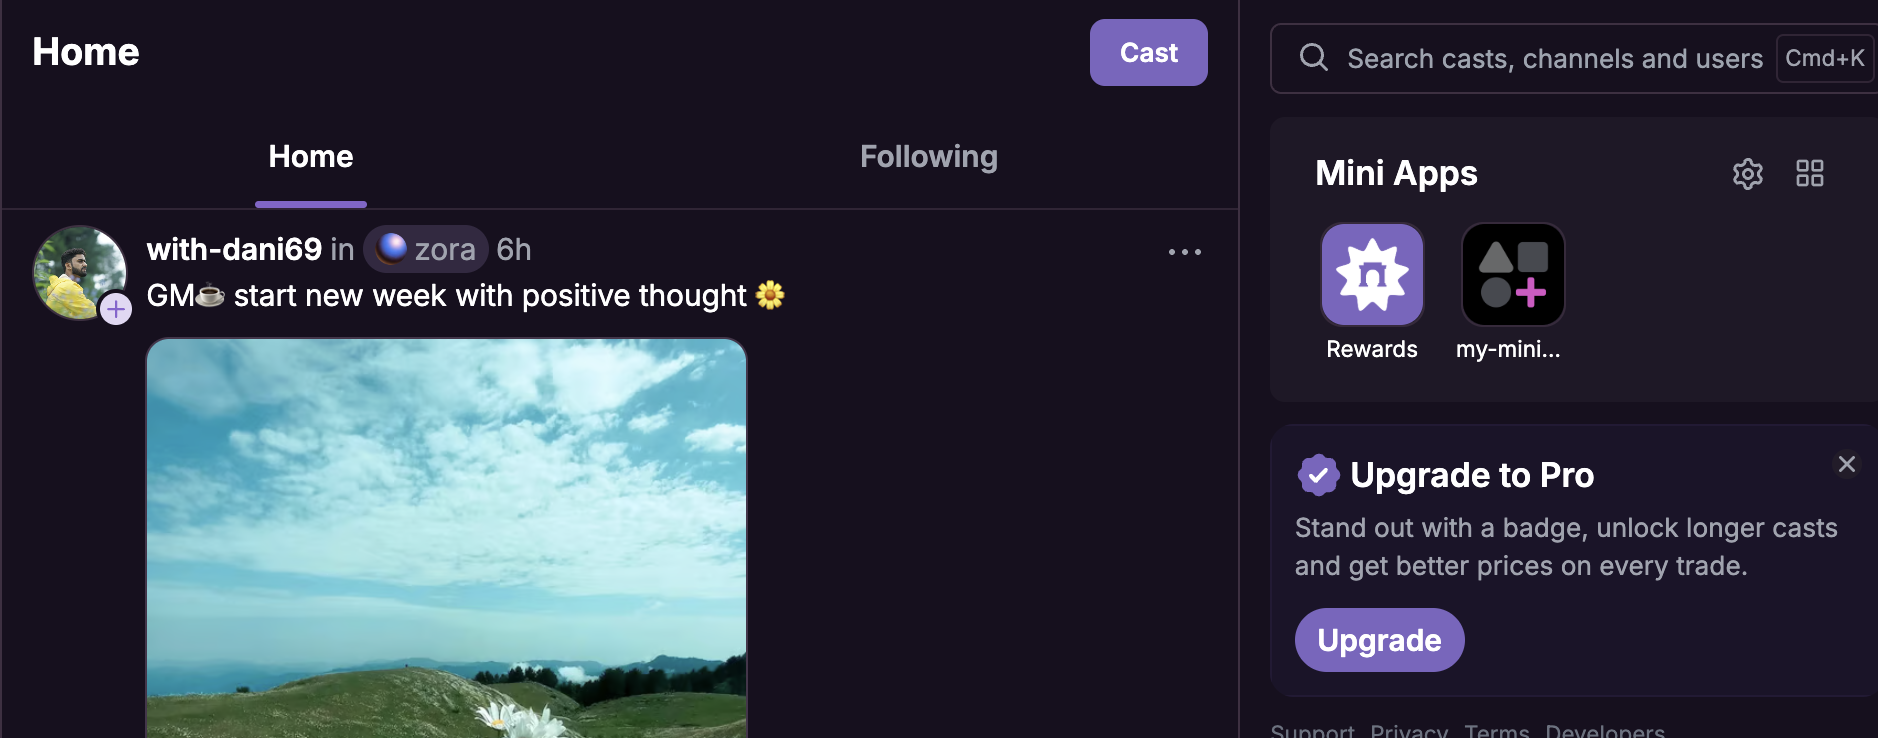 Home
Cast
Home
Following
with-dani69 in zora 6h
GM☕ start new week with positive thought 🌼
Search casts, channels and users
Cmd+K
Mini Apps
Rewards
my-mini...
Upgrade to Pro
Stand out with a badge, unlock longer casts
and get better prices on every trade.
Upgrade
Support Privacy Terms Developers